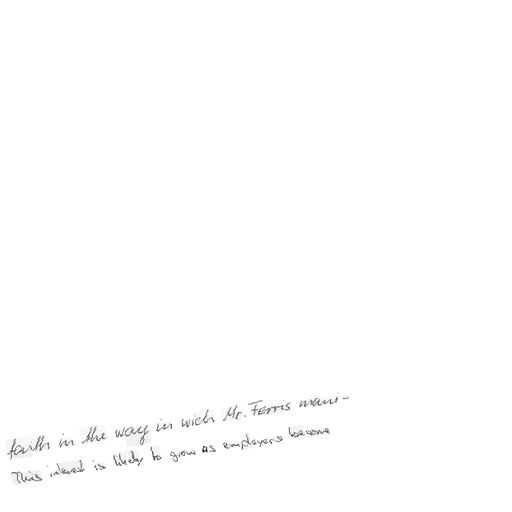 faith in the way in wich Mr. Ferris mani-
This interest is likely to grow as employers become